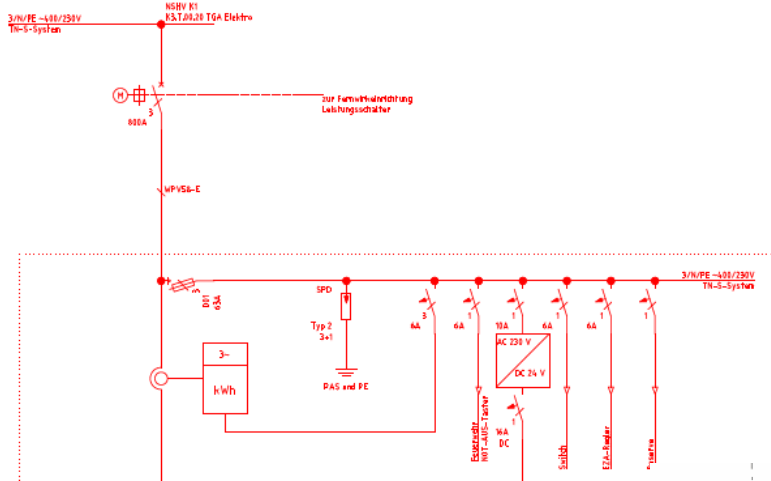 NSHV K1
3/N/PE ~400/230V
K3.T.00.20 TGA Elektro
TN-S-System
M
zur Fernwirkeinrichtung
Leistungsschalter
3
800A
WPVS6-E
3/N/PE ~400/230V
TN-S-System
3
D01
63A
SPD
Typ 2
3+1
PAS und PE
3
6A
1
6A
1
10A
1
6A
1
6A
1
AC 230 V
DC 24 V
3~
kWh
1
16A
DC
Feuerwehr
NOT-AUS-Taster
Switch
EZA-Regler
Reserve